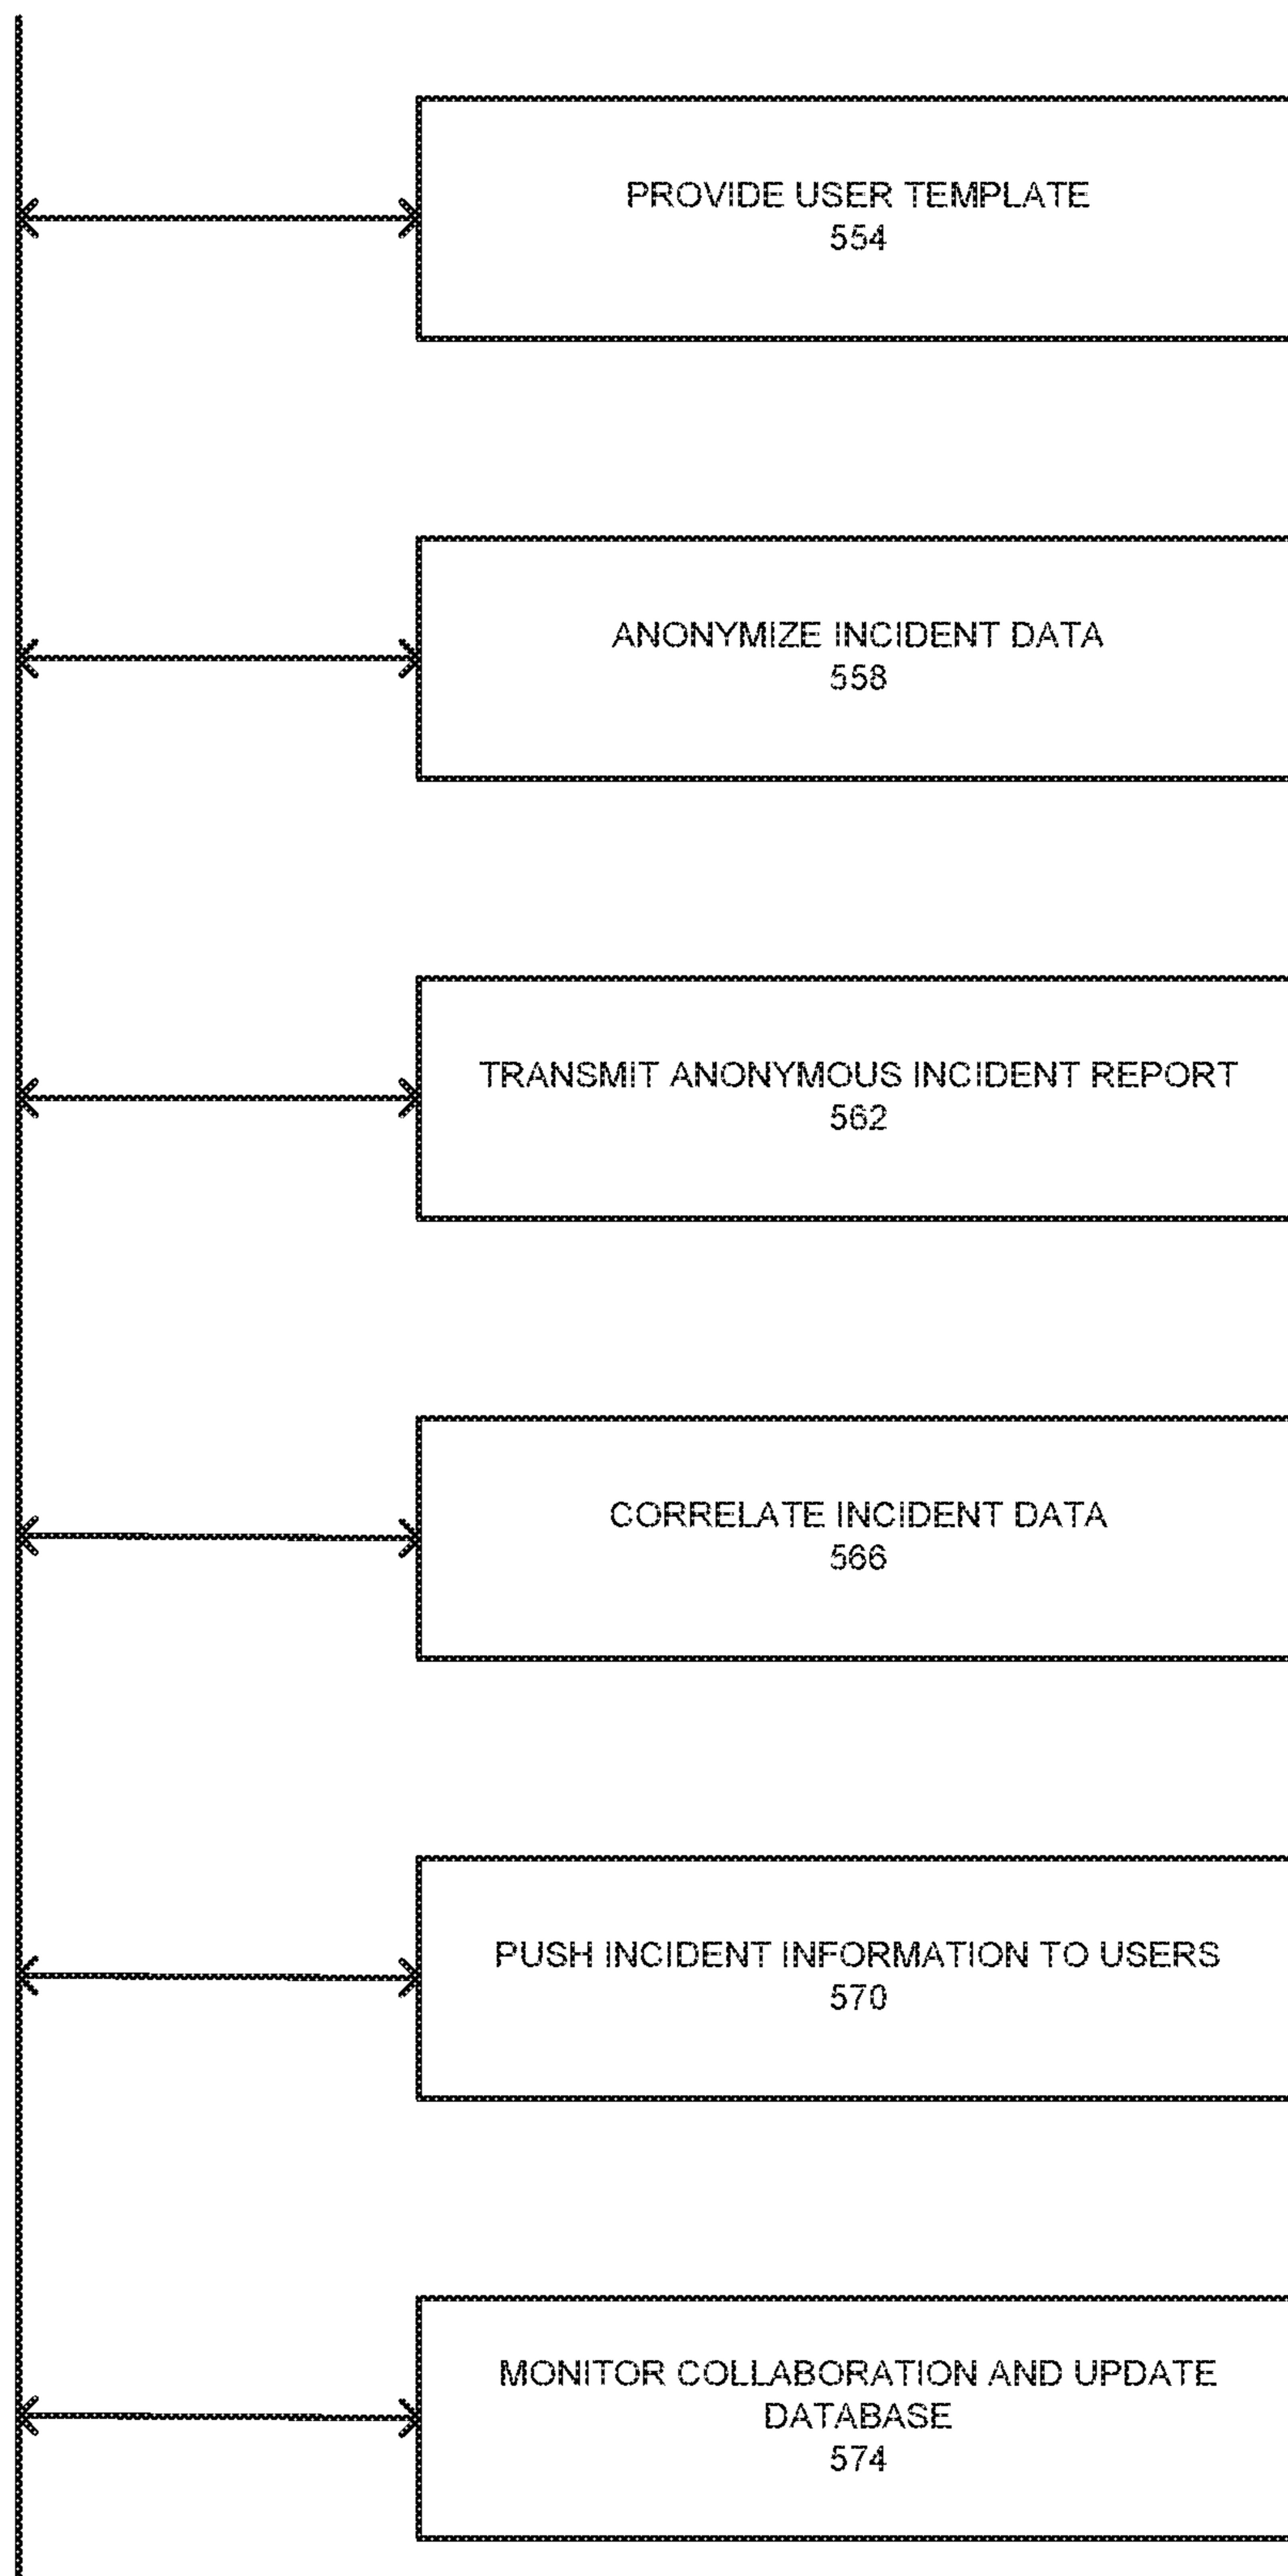 PROVIDE USER TEMPLATE
554
ANONYMIZE INCIDENT DATA
558
TRANSMIT ANONYMOUS INCIDENT REPORT
562
CORRELATE INCIDENT DATA
566
PUSH INCIDENT INFORMATION TO USERS
570
MONITOR COLLABORATION AND UPDATE
DATABASE
574